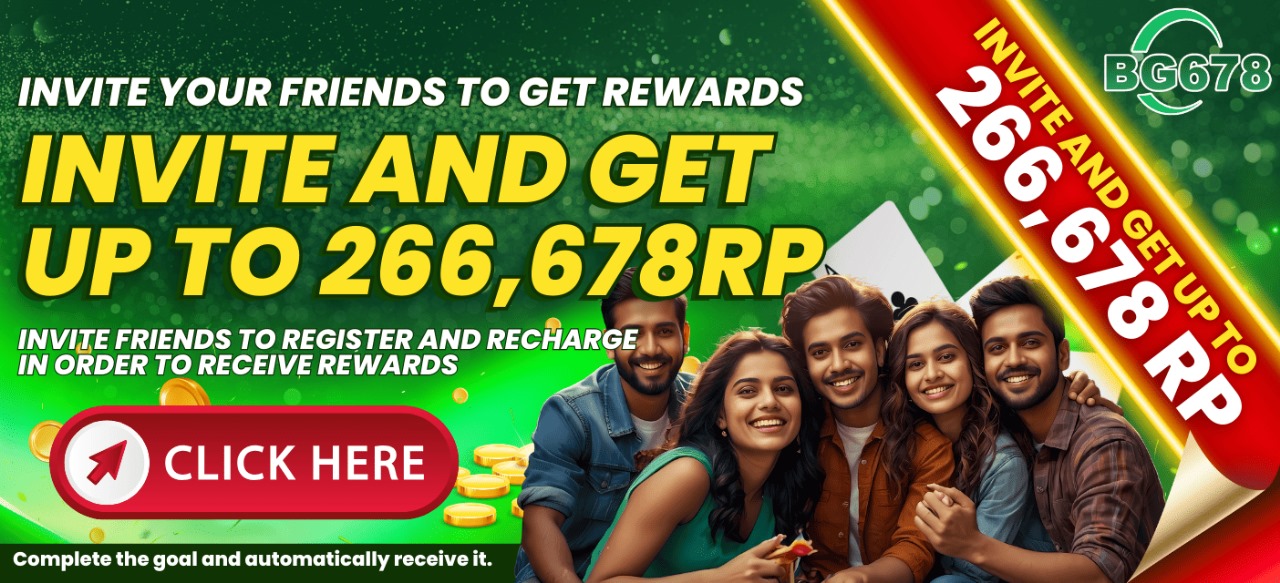 INVITE YOUR FRIENDS TO GET REWARDS
INVITE AND GET
UP TO 266,678RP
INVITE FRIENDS TO REGISTER AND RECHARGE
IN ORDER TO RECEIVE REWARDS
CLICK HERE
Complete the goal and automatically receive it.
INVITE AND GET UP TO
266,678 RP
BG678